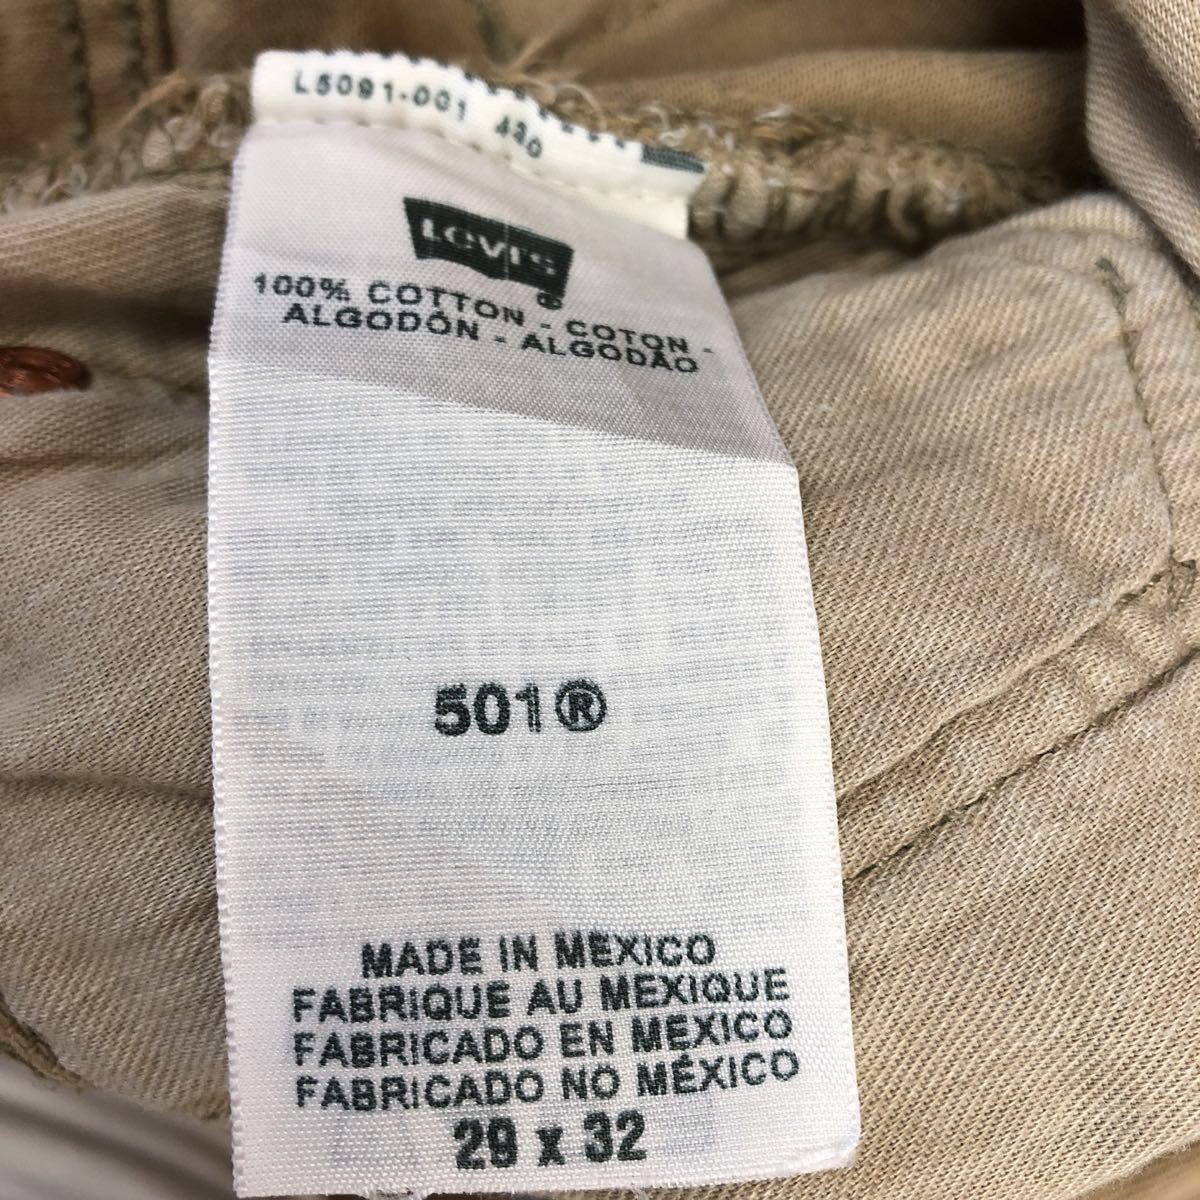 L5091-001 430
Levi's®
100% COTTON - COTON -
ALGODÓN - ALGODÃO
501®
MADE IN MEXICO
FABRIQUE AU MEXIQUE
FABRICADO EN MEXICO
FABRICADO NO MÉXICO
29 x 32